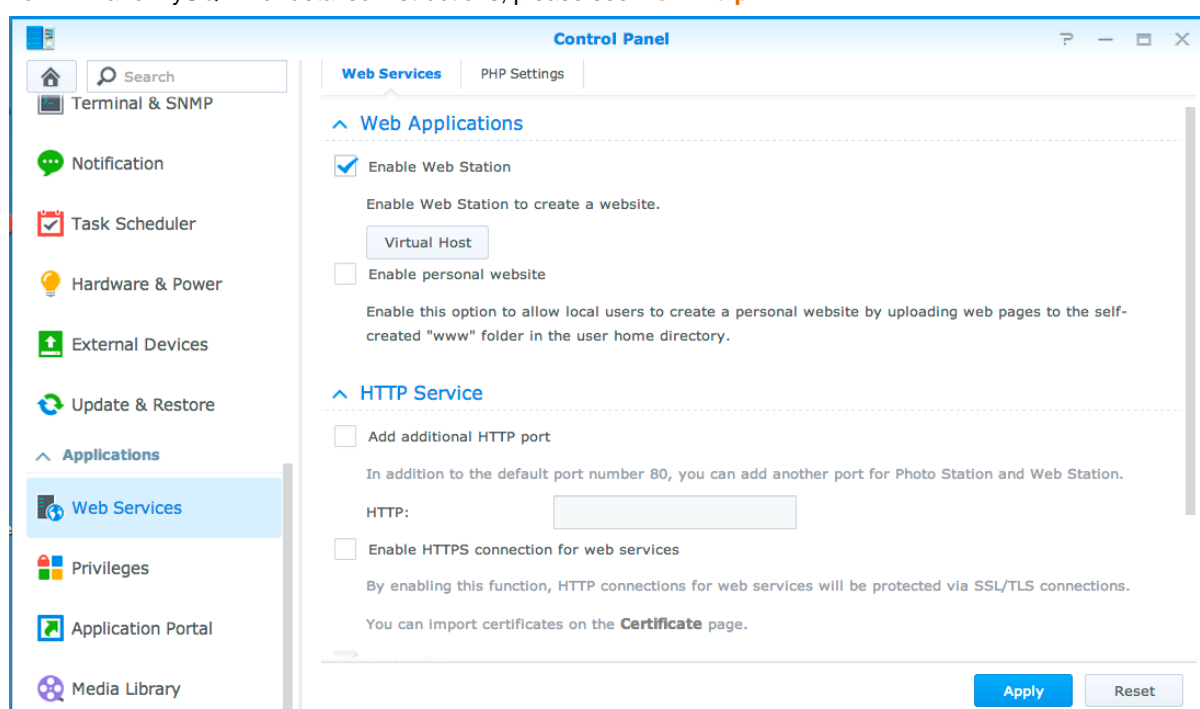 Control Panel
Search
Terminal & SNMP
Notification
Task Scheduler
Hardware & Power
External Devices
Update & Restore
Applications
Web Services
Privileges
Application Portal
Media Library
Web Services
PHP Settings
Web Applications
Enable Web Station
Enable Web Station to create a website.
Virtual Host
Enable personal website
Enable this option to allow local users to create a personal website by uploading web pages to the self-
created "www" folder in the user home directory.
HTTP Service
Add additional HTTP port
In addition to the default port number 80, you can add another port for Photo Station and Web Station.
HTTP:
Enable HTTPS connection for web services
By enabling this function, HTTP connections for web services will be protected via SSL/TLS connections.
You can import certificates on the Certificate page.
Apply
Reset